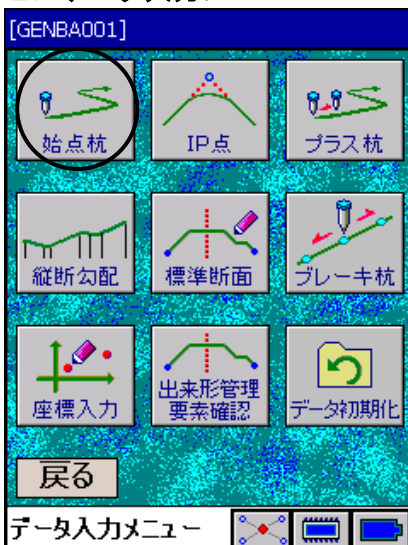 [GENBA001]
始点杭
IP点
プラス杭
縦断勾配
標準断面
ブレーキ杭
座標入力
出来形管理
要素確認
データ初期化
戻る
データ入力メニュー